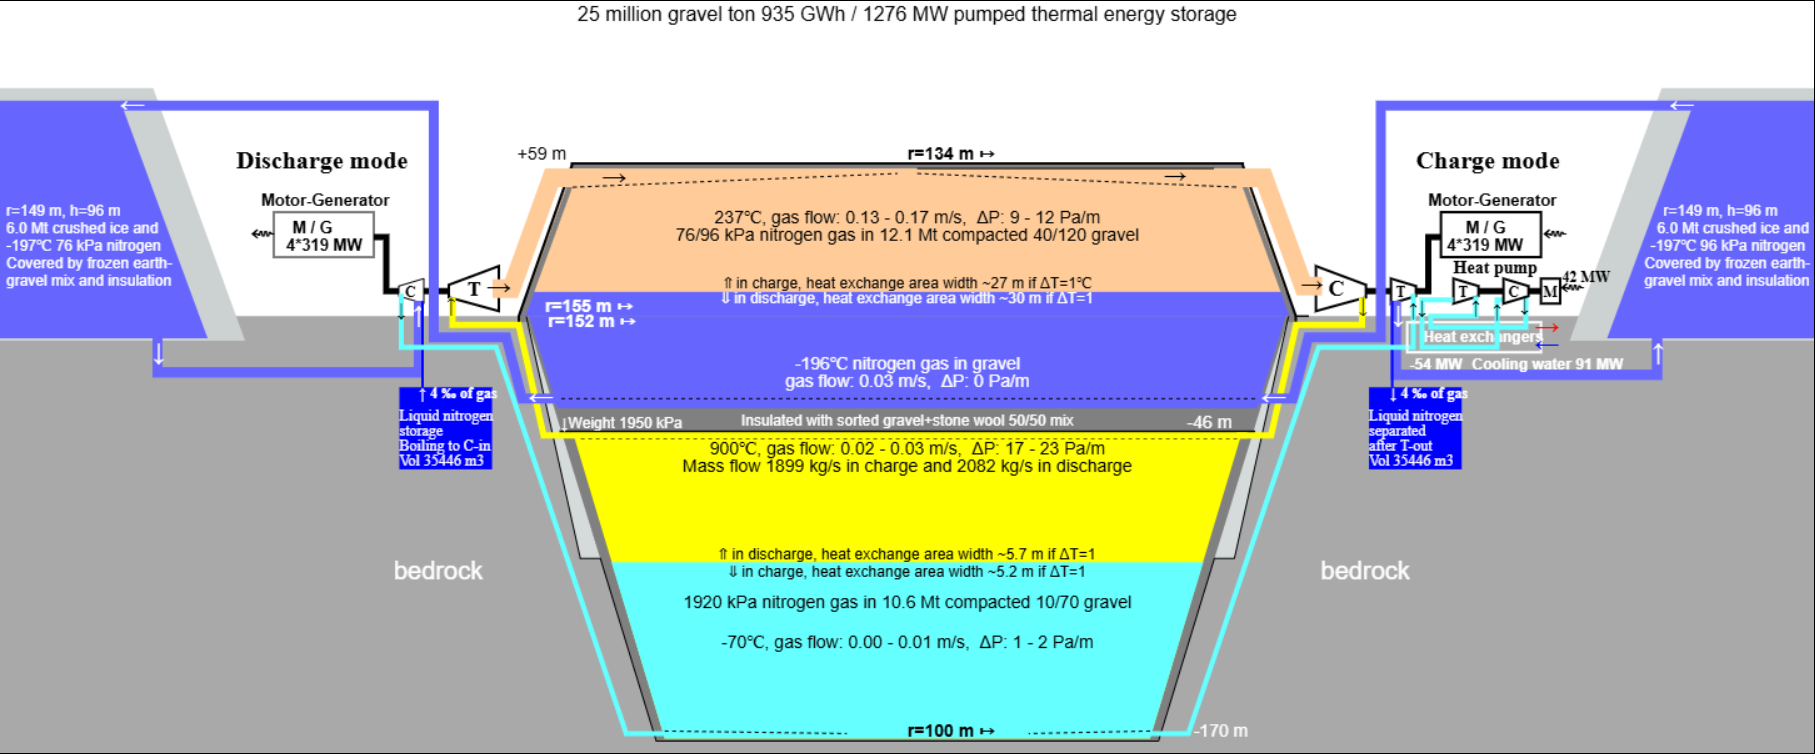 25 million gravel ton 935 GWh / 1276 MW pumped thermal energy storage
Discharge mode
Motor-Generator
M / G
4*319 MW
r=149 m, h=96 m
6.0 Mt crushed ice and
-197℃ 76 kPa nitrogen
Covered by frozen earth-
gravel mix and insulation
C
T
↑ 4 ‰ of gas
Liquid nitrogen
storage
Boiling to C-in
Vol 35446 m3
bedrock
+59 m
r=134 m ↦
237℃, gas flow: 0.13 - 0.17 m/s, ΔP: 9 - 12 Pa/m
76/96 kPa nitrogen gas in 12.1 Mt compacted 40/120 gravel
⇑ in charge, heat exchange area width ~27 m if ΔT=1℃
⇓ in discharge, heat exchange area width ~30 m if ΔT=1
r=155 m ↦
r=152 m ↦
-196℃ nitrogen gas in gravel
gas flow: 0.03 m/s, ΔP: 0 Pa/m
↓Weight 1950 kPa
Insulated with sorted gravel+stone wool 50/50 mix
-46 m
900℃, gas flow: 0.02 - 0.03 m/s, ΔP: 17 - 23 Pa/m
Mass flow 1899 kg/s in charge and 2082 kg/s in discharge
⇑ in discharge, heat exchange area width ~5.7 m if ΔT=1
⇓ in charge, heat exchange area width ~5.2 m if ΔT=1
1920 kPa nitrogen gas in 10.6 Mt compacted 10/70 gravel
-70℃, gas flow: 0.00 - 0.01 m/s, ΔP: 1 - 2 Pa/m
r=100 m ↦
-170 m
Charge mode
Motor-Generator
M / G
4*319 MW
Heat pump
42 MW
C
T
T
C
M
Heat exchangers
-54 MW Cooling water 91 MW
↓ 4 ‰ of gas
Liquid nitrogen
separated
after T-out
Vol 35446 m3
bedrock
r=149 m, h=96 m
6.0 Mt crushed ice and
-197℃ 96 kPa nitrogen
Covered by frozen earth-
gravel mix and insulation